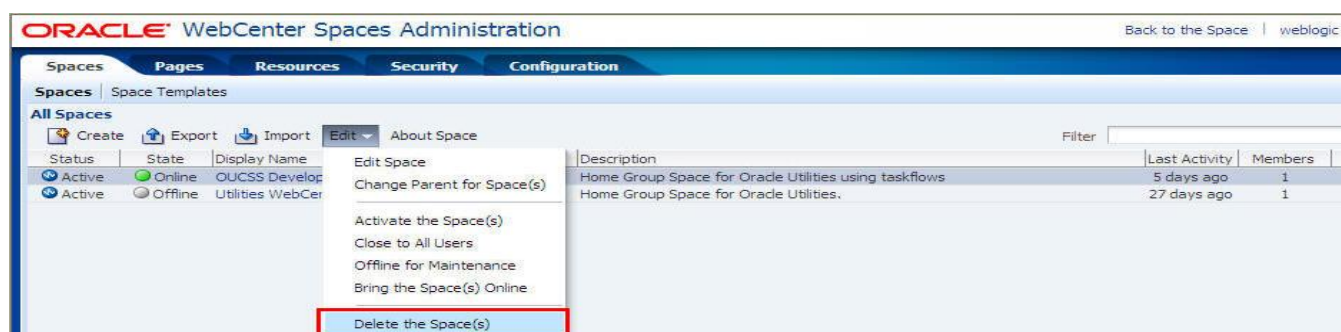 ORACLE WebCenter Spaces Administration
Back to the Space | weblogic
Spaces Pages Resources Security Configuration
Spaces | Space Templates
All Spaces
Create Export Import Edit About Space Filter
Status State Display Name Description Last Activity Members
Active Online OUCSS Develop Home Group Space for Oracle Utilities using taskflows 5 days ago 1
Active Offline Utilities WebCer Home Group Space for Oracle Utilities. 27 days ago 1
Edit Space
Change Parent for Space(s)
Activate the Space(s)
Close to All Users
Offline for Maintenance
Bring the Space(s) Online
Delete the Space(s)